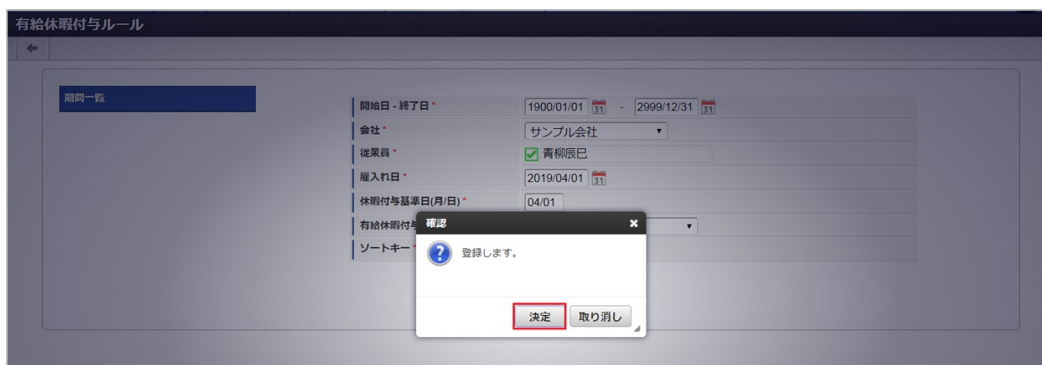 有給休暇付与ルール
期間一覧
開始日 - 終了日 * 1900/01/01 31 - 2999/12/31 31
会社 * サンプル会社
従業員 * 青柳辰巳
雇入れ日 * 2019/04/01 31
休暇付与基準日(月/日) * 04/01
有給休暇付与
ソートキー *
確認
登録します。
決定 取り消し